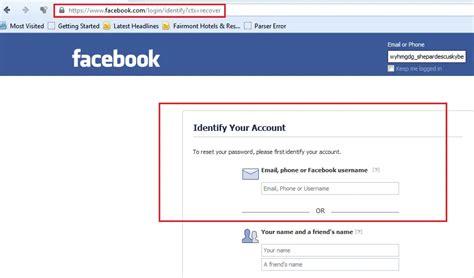 https://www.facebook.com/login/identify?ctx=recover
Most Visited Getting Started Latest Headlines Fairmont Hotels & Res... Parser Error
facebook
Email or Phone
wyhmgdg_shepardescuskybe
Keep me logged in
Identify Your Account
To reset your password, please first identify your account.
Email, phone or Facebook username [?]
Email, Phone or Username
OR
Your name and a friend's name [?]
Your name
A friend's name